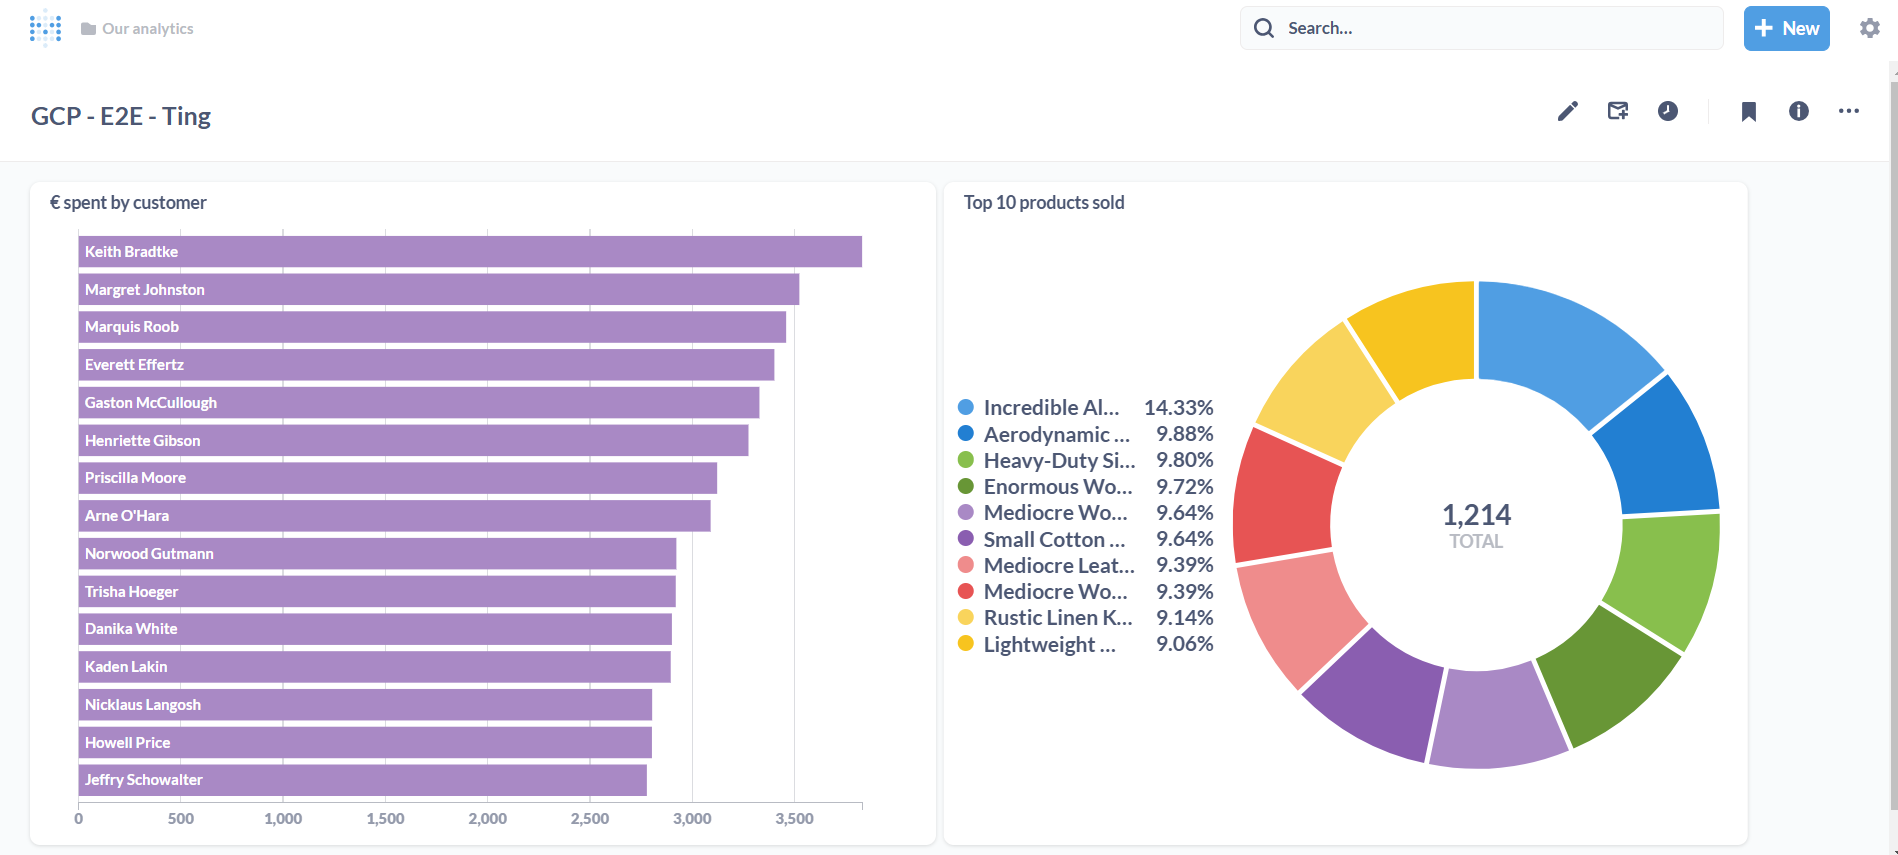 Our analytics
Search...
New
GCP - E2E - Ting
€ spent by customer
Keith Bradtke
Margret Johnston
Marquis Roob
Everett Effertz
Gaston McCullough
Henriette Gibson
Priscilla Moore
Arne O'Hara
Norwood Gutmann
Trisha Hoeger
Danika White
Kaden Lakin
Nicklaus Langosh
Howell Price
Jeffry Schowalter
0 500 1,000 1,500 2,000 2,500 3,000 3,500
Top 10 products sold
Incredible Al... 14.33%
Aerodynamic ... 9.88%
Heavy-Duty Si... 9.80%
Enormous Wo... 9.72%
Mediocre Wo... 9.64%
Small Cotton ... 9.64%
Mediocre Leat... 9.39%
Mediocre Wo... 9.39%
Rustic Linen K... 9.14%
Lightweight ... 9.06%
1,214
TOTAL